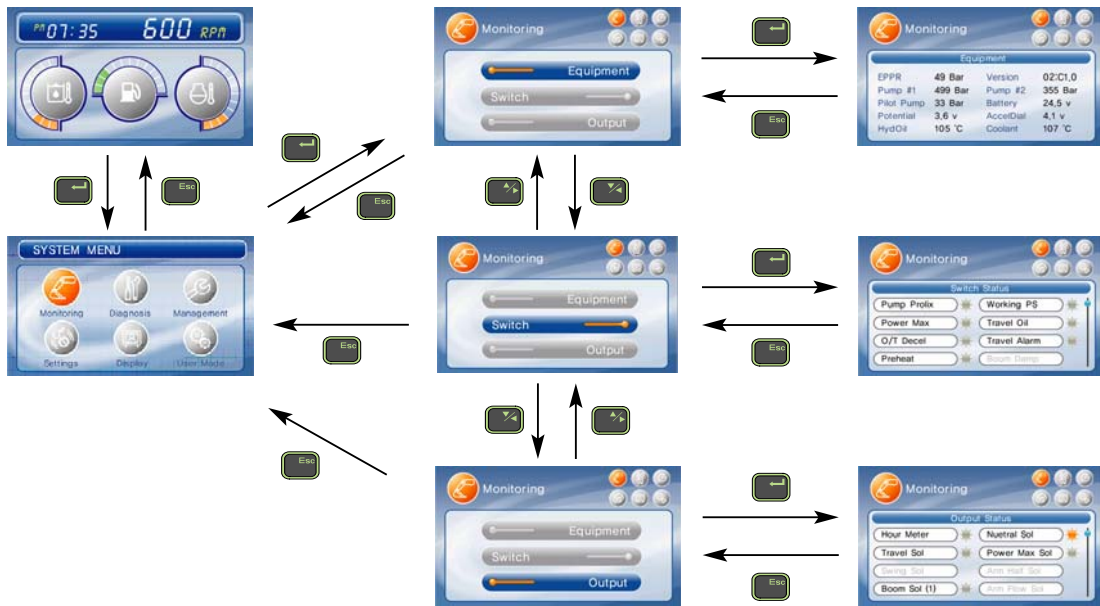 PM 07:35 600 RPM
Monitoring
Equipment
Switch
Output
Monitoring
Equipment
EPPR 49 Bar Version 02:C1,0
Pump #1 499 Bar Pump #2 355 Bar
Pilot Pump 33 Bar Battery 24,5 v
Potential 3,6 v AccelDial 4,1 v
HydOil 105 °C Coolant 107 °C
Esc
Esc
Esc
SYSTEM MENU
Monitoring Diagnosis Management
Settings Display User Mode
Esc
Monitoring
Equipment
Switch
Output
Esc
Monitoring
Switch Status
Pump Prolix Working PS
Power Max Travel Oil
O/T Decel Travel Alarm
Preheat Boom Damp
Esc
Monitoring
Equipment
Switch
Output
Esc
Monitoring
Output Status
Hour Meter Nuetral Sol
Travel Sol Power Max Sol
Swing Sol Arm Half Sol
Boom Sol (1) Arm Flow Sol